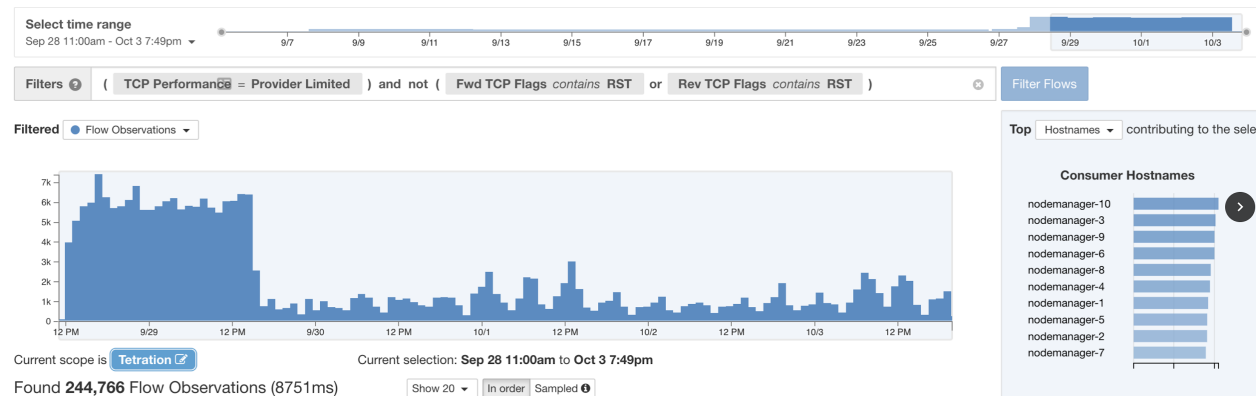 Select time range
Sep 28 11:00am - Oct 3 7:49pm
9/7 9/9 9/11 9/13 9/15 9/17 9/19 9/21 9/23 9/25 9/27 9/29 10/1 10/3
Filters ? ( TCP Performance = Provider Limited ) and not ( Fwd TCP Flags contains RST or Rev TCP Flags contains RST ) Filter Flows
Filtered Flow Observations
Top Hostnames contributing to the sele
Consumer Hostnames
nodemanager-10
nodemanager-3
nodemanager-9
nodemanager-6
nodemanager-8
nodemanager-4
nodemanager-1
nodemanager-5
nodemanager-2
nodemanager-7
7k
6k
5k
4k
3k
2k
1k
0
12 PM 9/29 12 PM 9/30 12 PM 10/1 12 PM 10/2 12 PM 10/3 12 PM
Current scope is Tetration Current selection: Sep 28 11:00am to Oct 3 7:49pm
Found 244,766 Flow Observations (8751ms) Show 20 In order Sampled